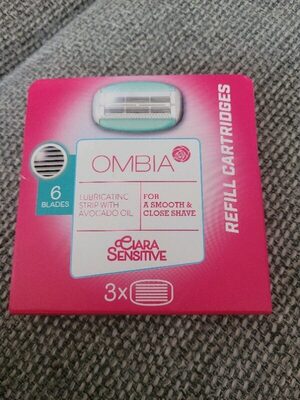 OMBIA
6
BLADES
LUBRICATING
STRIP WITH
AVOCADO OIL
FOR
A SMOOTH &
CLOSE SHAVE
CIARA
SENSITIVE
3x
REFILL CARTRIDGES